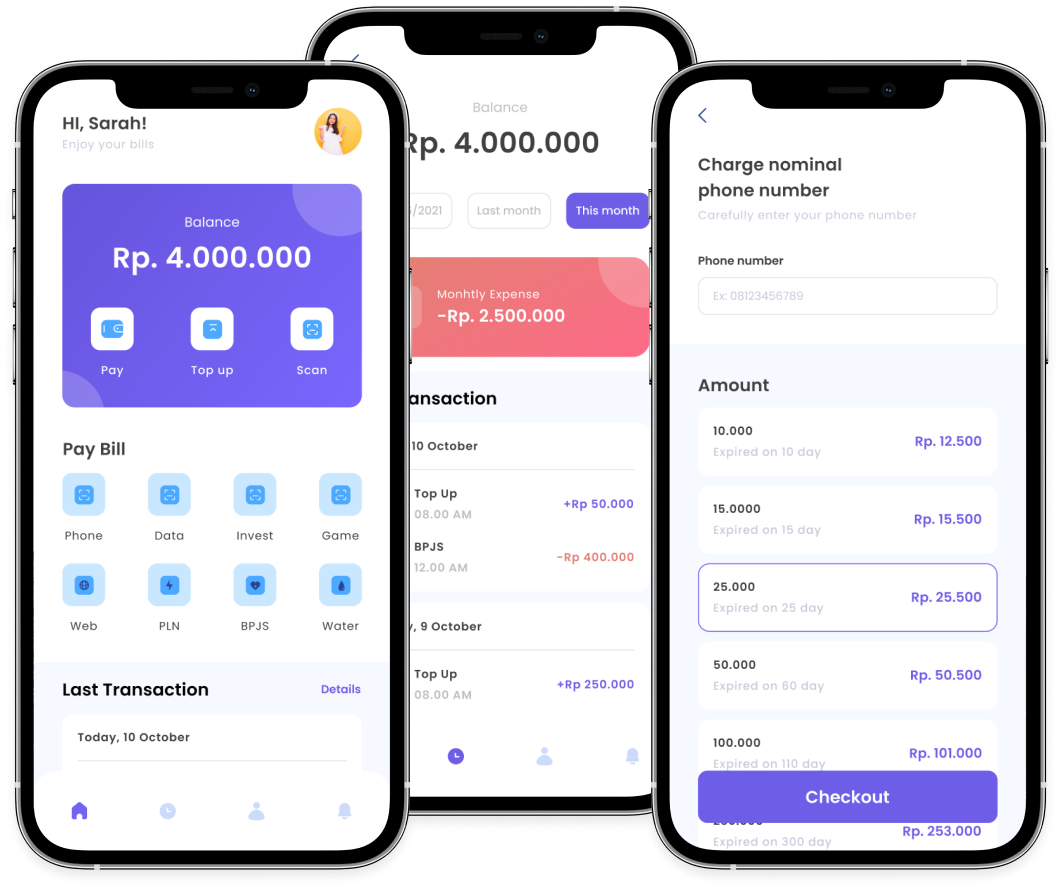 HI, Sarah!
Enjoy your bills
Balance
Rp. 4.000.000
Pay
Top up
Scan
Pay Bill
Phone
Data
Invest
Game
Web
PLN
BPJS
Water
Last Transaction
Details
Today, 10 October
Balance
Rp. 4.000.000
/2021
Last month
This month
Monhtly Expense
-Rp. 2.500.000
ansaction
10 October
Top Up
+Rp 50.000
08.00 AM
BPJS
-Rp 400.000
12.00 AM
, 9 October
Top Up
+Rp 250.000
08.00 AM
Charge nominal
phone number
Carefully enter your phone number
Phone number
Ex: 08123456789
Amount
10.000
Rp. 12.500
Expired on 10 day
15.0000
Rp. 15.500
Expired on 15 day
25.000
Rp. 25.500
Expired on 25 day
50.000
Rp. 50.500
Expired on 60 day
100.000
Rp. 101.000
Expired on 110 day
Checkout
Rp. 253.000
Expired on 300 day